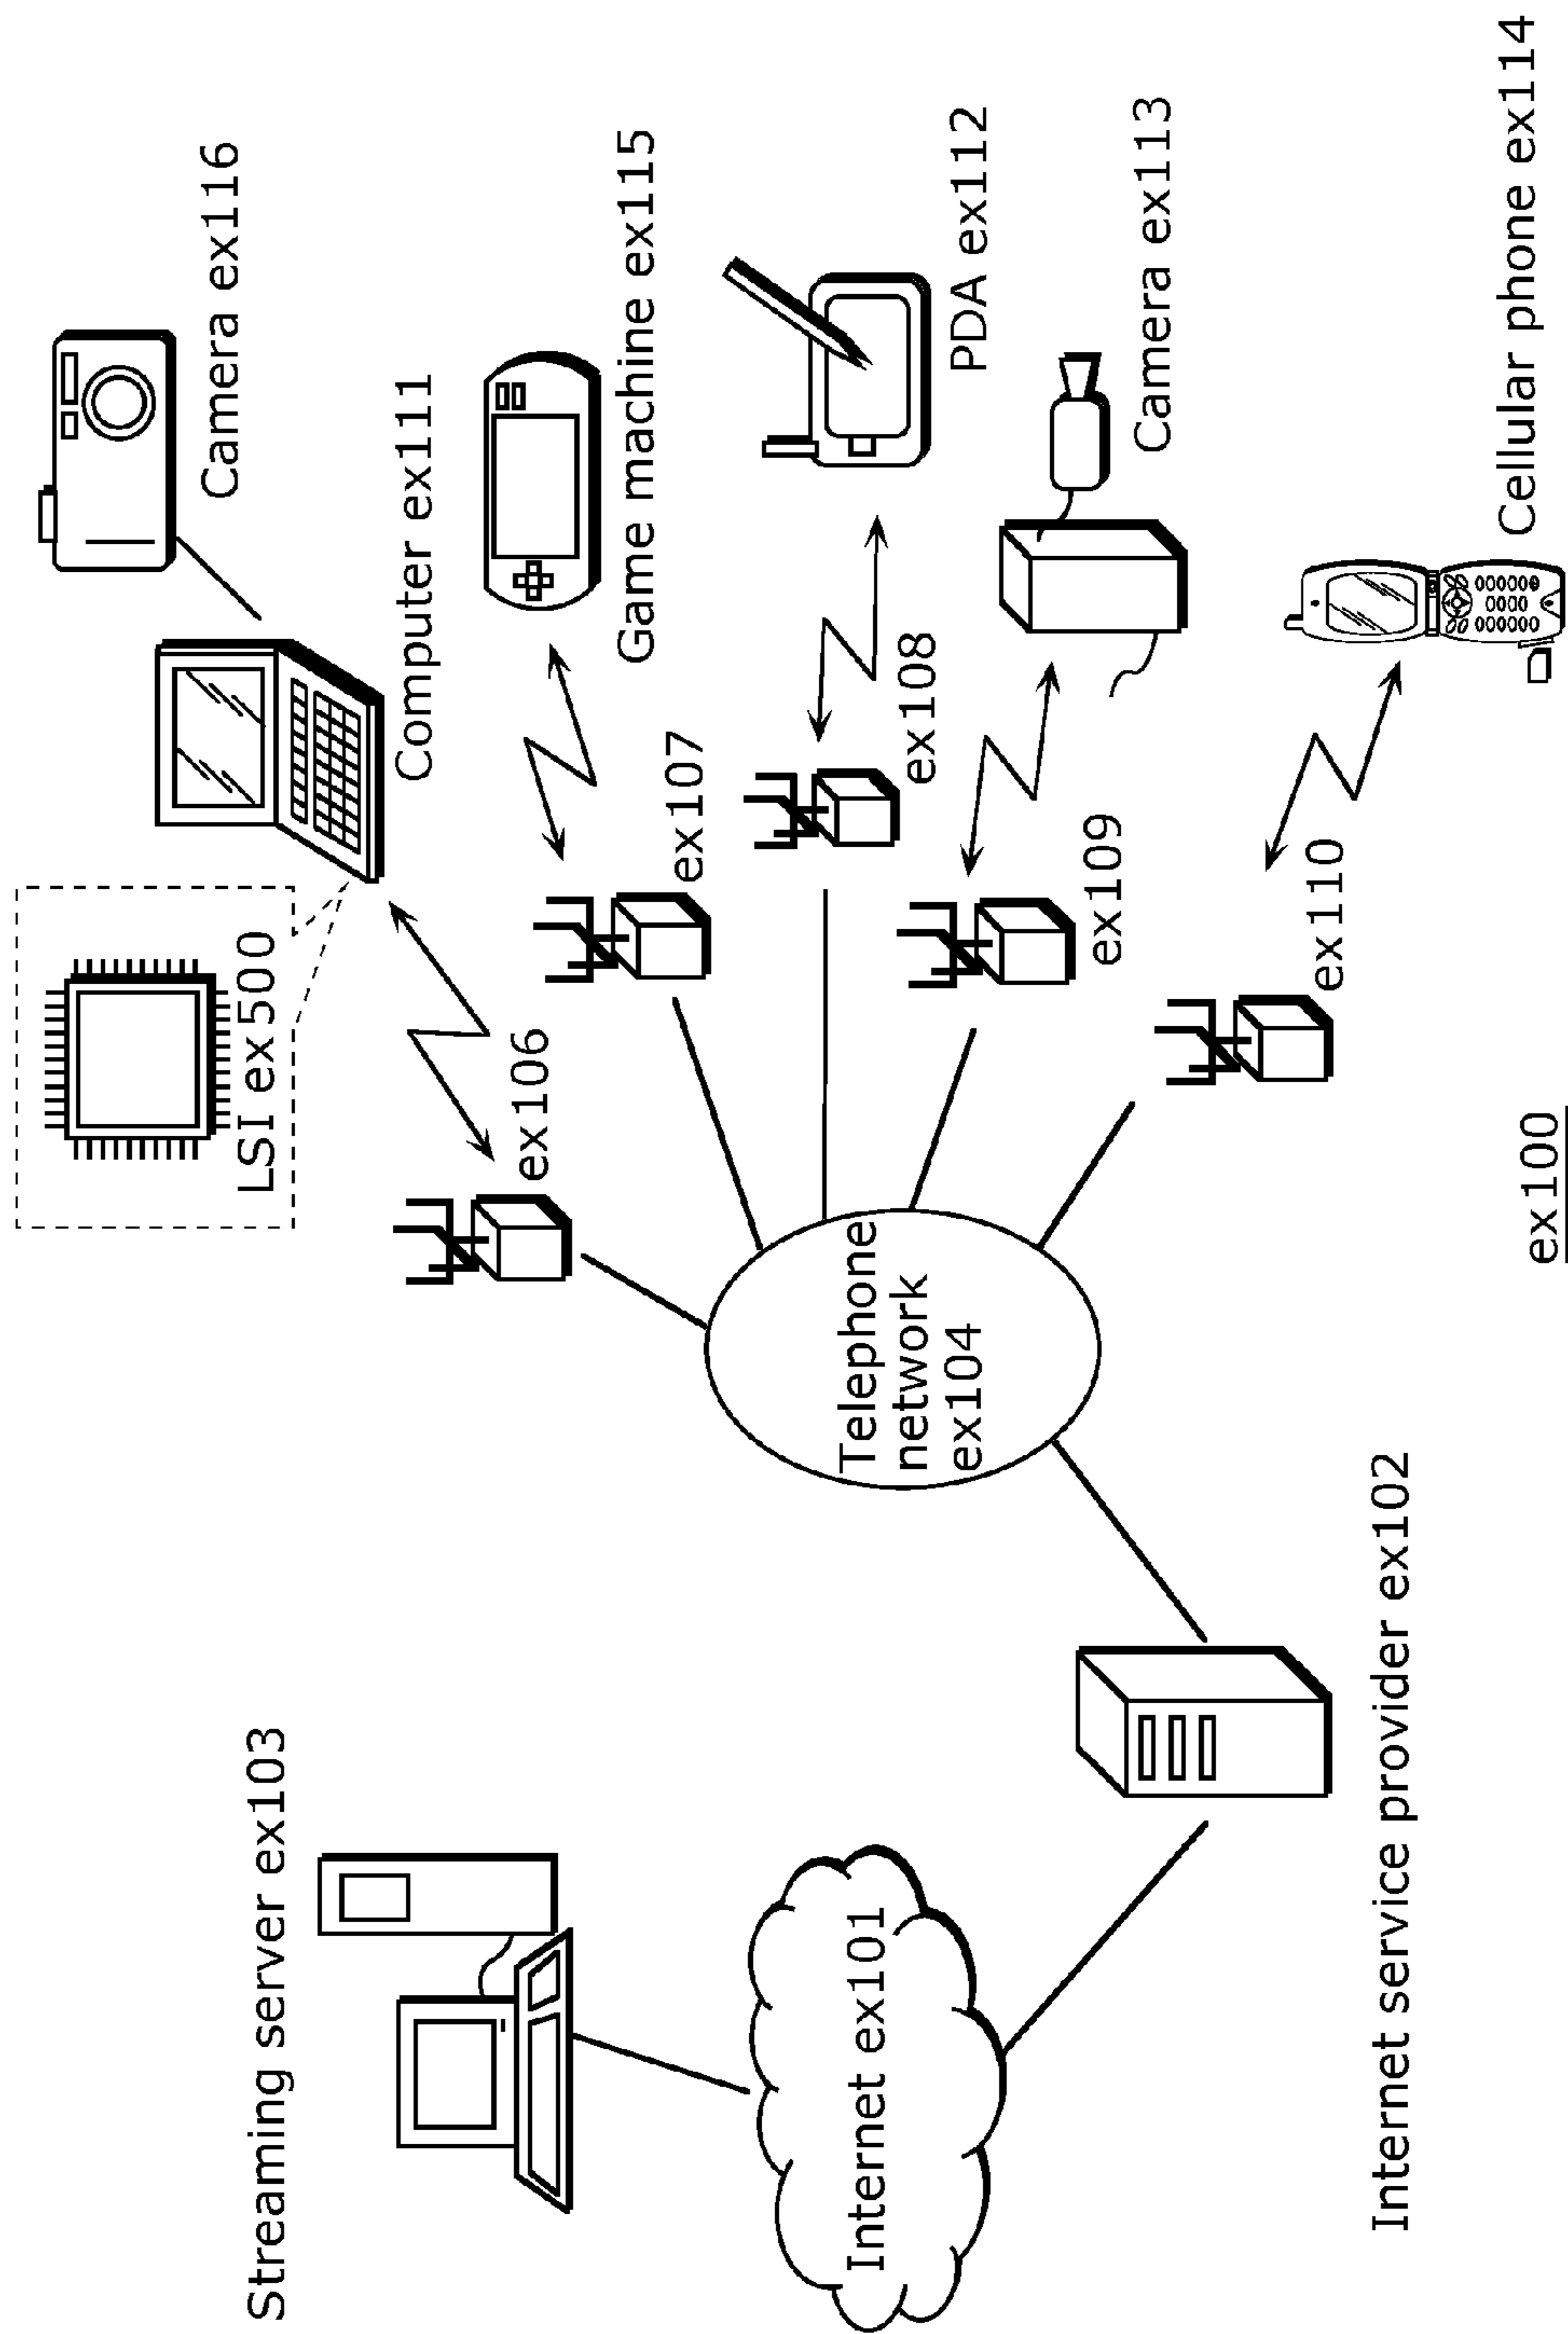 LSI ex500
Camera ex116
Streaming server ex103
Computer ex111
ex106
Game machine ex115
ex107
Internet ex101
Telephone
network
ex104
ex108
PDA ex112
ex109
Camera ex113
ex110
Internet service provider ex102
Cellular phone ex114
ex100